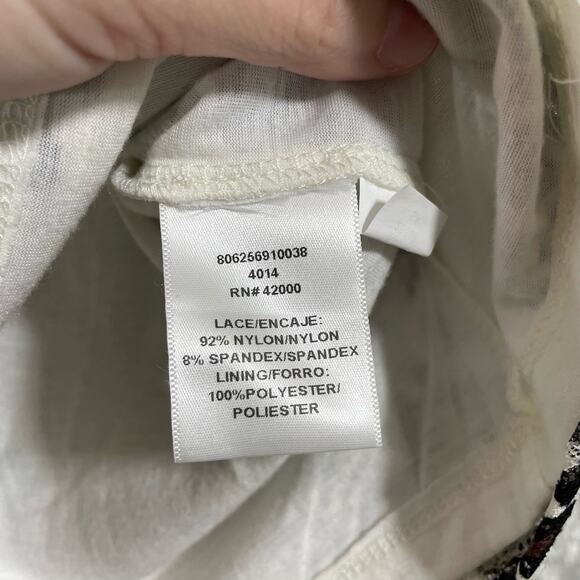 806256910038
4014
RN# 42000
LACE/ENCAJE:
92% NYLON/NYLON
8% SPANDEX/SPANDEX
LINING/FORRO:
100%POLYESTER/
POLIESTER